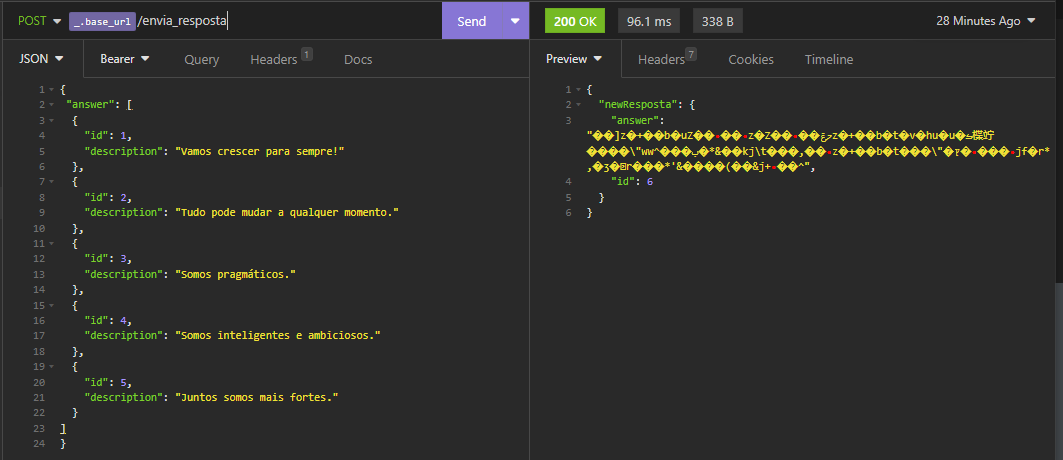 POST _.base_url /envia_resposta Send 200 OK 96.1 ms 338 B 28 Minutes Ago
JSON Bearer Query Headers 1 Docs Preview Headers 7 Cookies Timeline
1 {
2 "answer": [
3 {
4 "id": 1,
5 "description": "Vamos crescer para sempre!"
6 },
7 {
8 "id": 2,
9 "description": "Tudo pode mudar a qualquer momento."
10 },
11 {
12 "id": 3,
13 "description": "Somos pragmáticos."
14 },
15 {
16 "id": 4,
17 "description": "Somos inteligentes e ambiciosos."
18 },
19 {
20 "id": 5,
21 "description": "Juntos somos mais fortes."
22 }
23 ]
24 }
1 {
2 "newResposta": {
3 "answer":
4 "id": 6
5 }
6 }